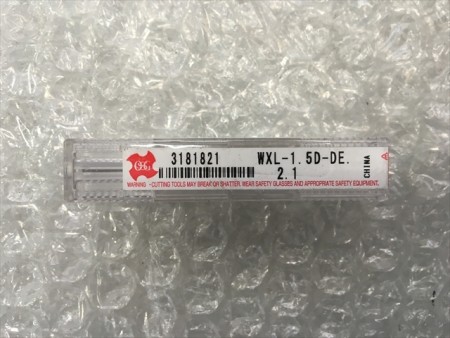 OSG
3181821 WXL-1.5D-DE.
2.1
CHINA
WARNING - CUTTING TOOLS MAY BREAK OR SHATTER. WEAR SAFETY GLASSES AND APPROPRIATE SAFETY EQUIPMENT.